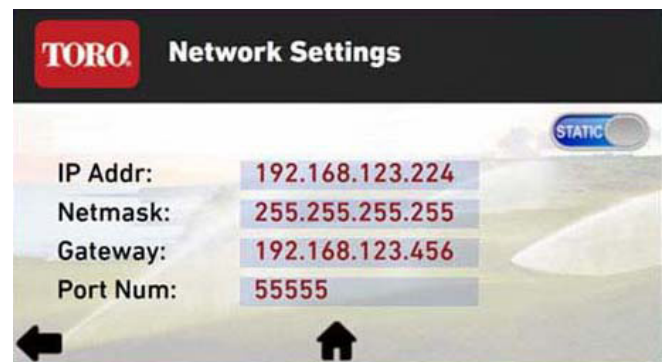 TORO. Network Settings
STATIC
IP Addr: 192.168.123.224
Netmask: 255.255.255.255
Gateway: 192.168.123.456
Port Num: 55555